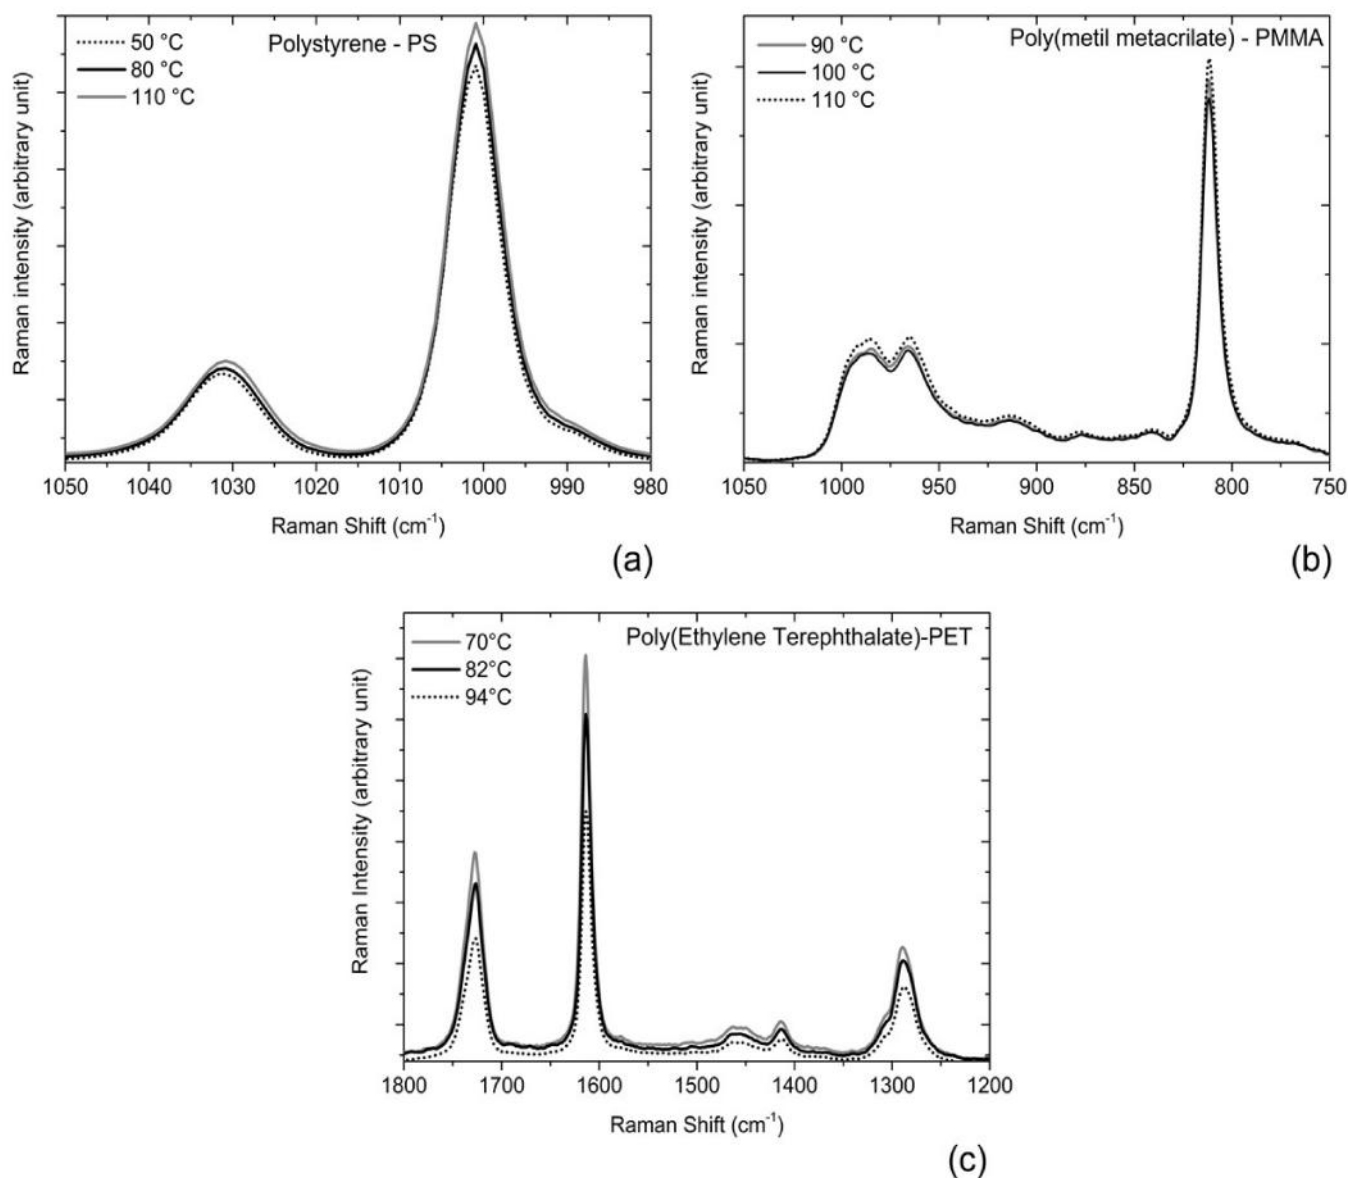 50 °C
80 °C
110 °C
Polystyrene - PS
Raman intensity (arbitrary unit)
1050 1040 1030 1020 1010 1000 990 980
Raman Shift (cm⁻¹)
(a)
90 °C
100 °C
110 °C
Poly(metil metacrilate) - PMMA
Raman intensity (arbitrary unit)
1050 1000 950 900 850 800 750
Raman Shift (cm⁻¹)
(b)
70°C
82°C
94°C
Poly(Ethylene Terephthalate)-PET
Raman Intensity (arbitrary unit)
1800 1700 1600 1500 1400 1300 1200
Raman Shift (cm⁻¹)
(c)